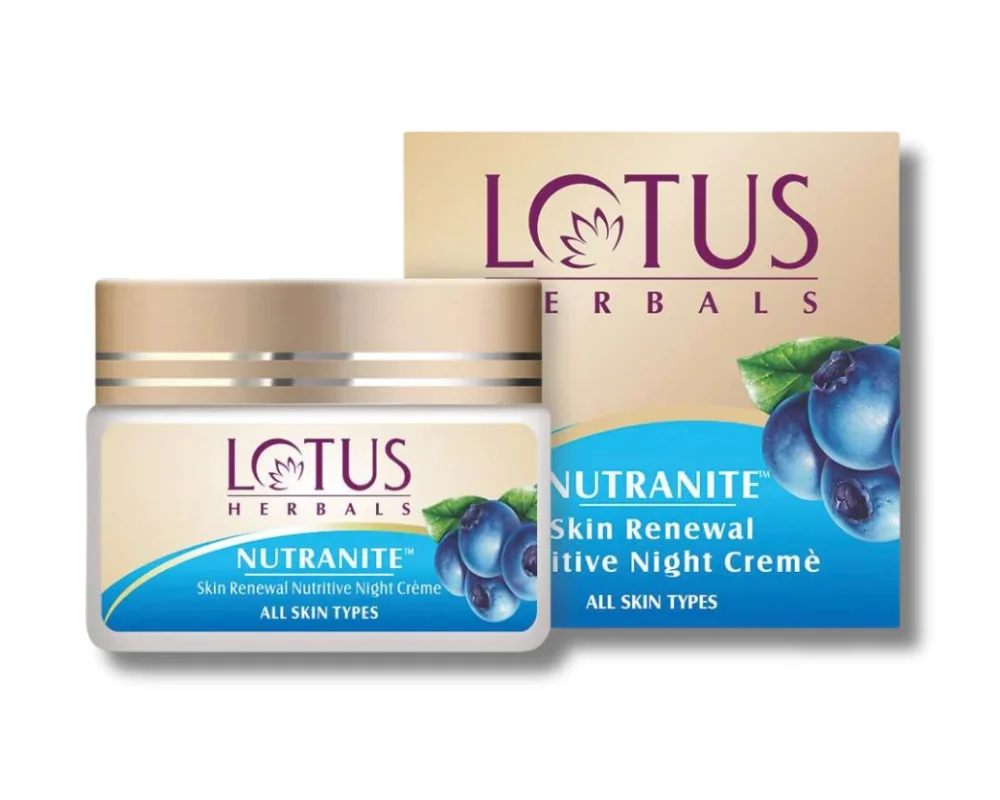 LOTUS
HERBALS
NUTRANITE™
Skin Renewal Nutritive Night Crème
ALL SKIN TYPES
LOTUS
ERBALS
NUTRANITE™
Skin Renewal
itive Night Cremè
ALL SKIN TYPES